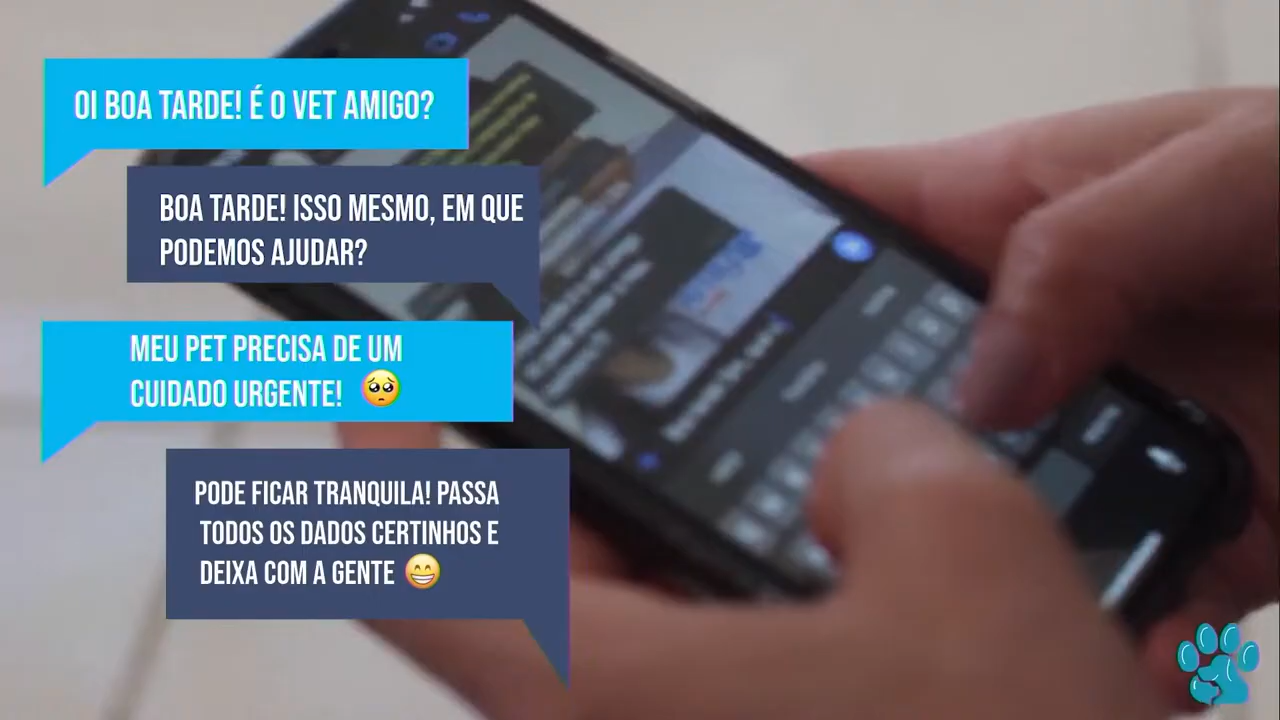 OI BOA TARDE! É O VET AMIGO?
BOA TARDE! ISSO MESMO, EM QUE
PODEMOS AJUDAR?
MEU PET PRECISA DE UM
CUIDADO URGENTE! 🥺
PODE FICAR TRANQUILA! PASSA
TODOS OS DADOS CERTINHOS E
DEIXA COM A GENTE 😁